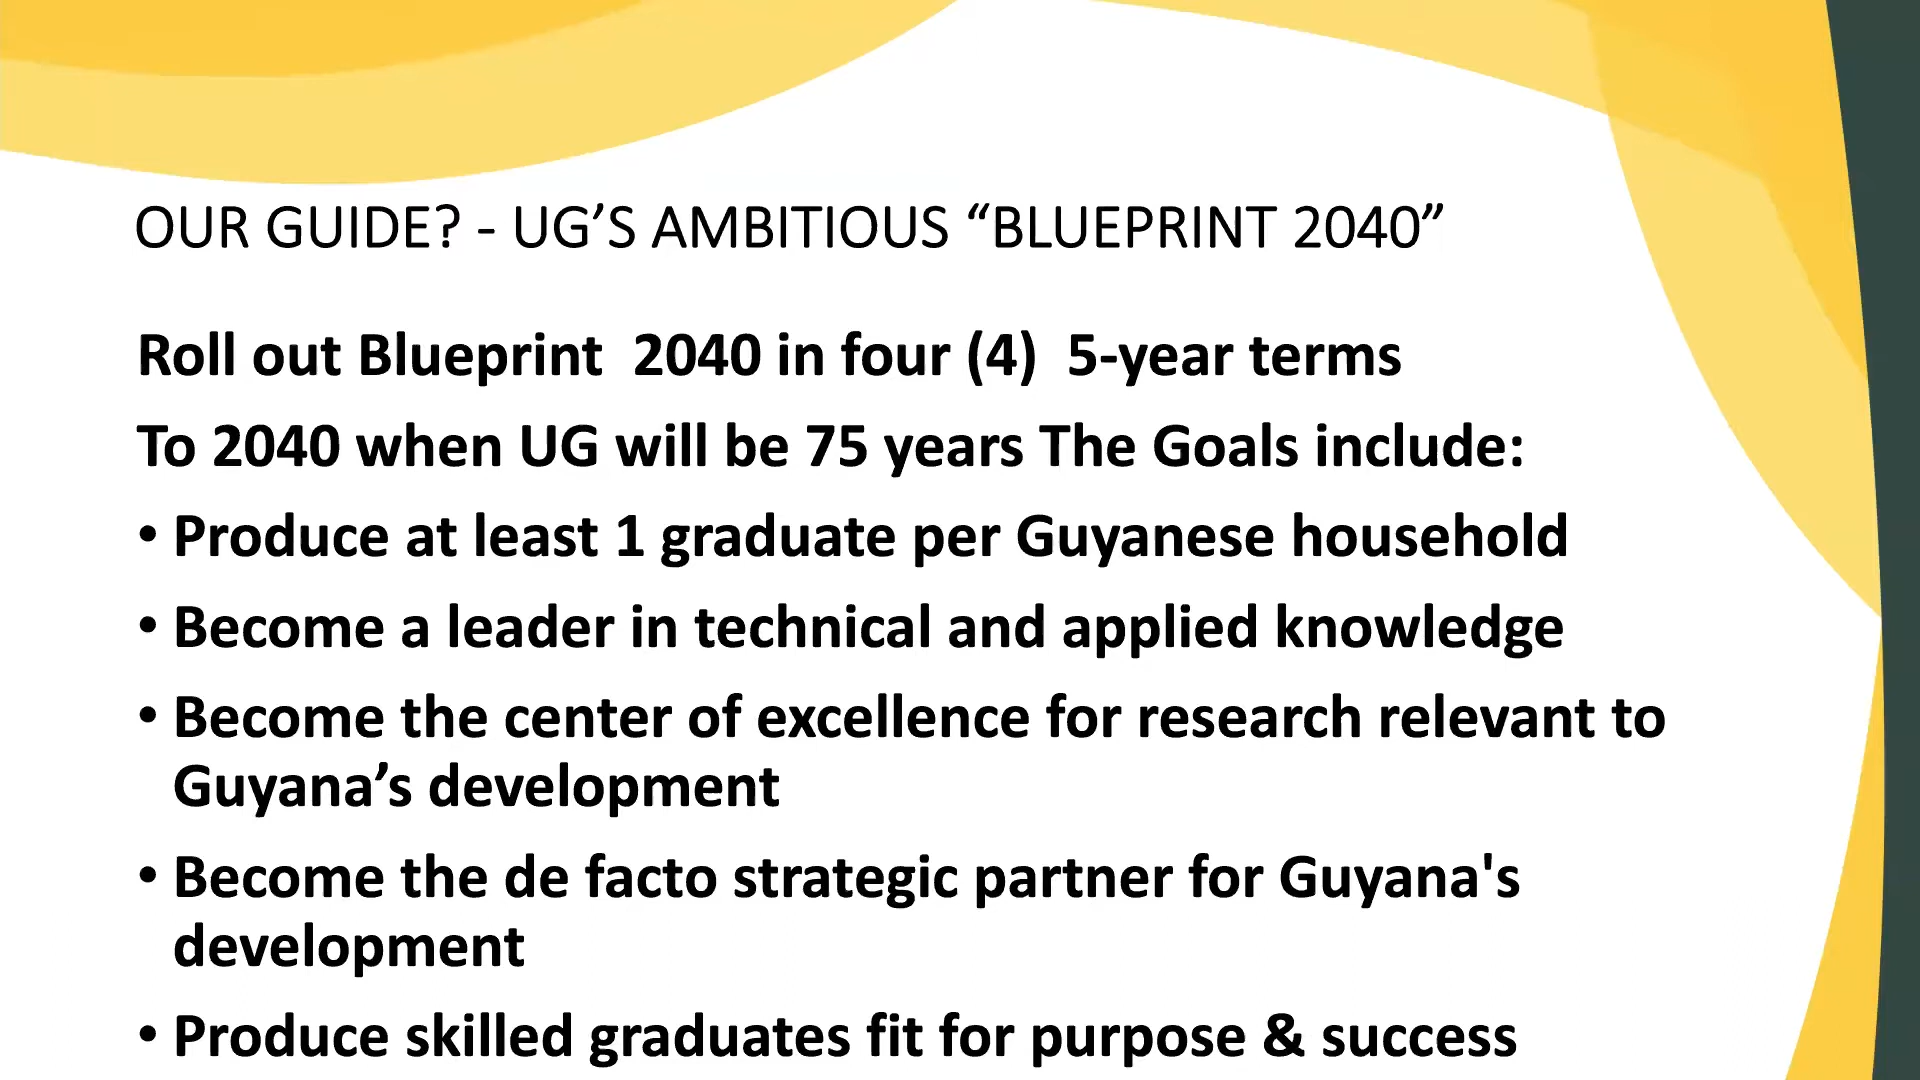 OUR GUIDE? - UG’S AMBITIOUS “BLUEPRINT 2040”
Roll out Blueprint  2040 in four (4)  5-year terms
To 2040 when UG will be 75 years The Goals include:
• Produce at least 1 graduate per Guyanese household
• Become a leader in technical and applied knowledge
• Become the center of excellence for research relevant to
Guyana’s development
• Become the de facto strategic partner for Guyana's
development
• Produce skilled graduates fit for purpose & success